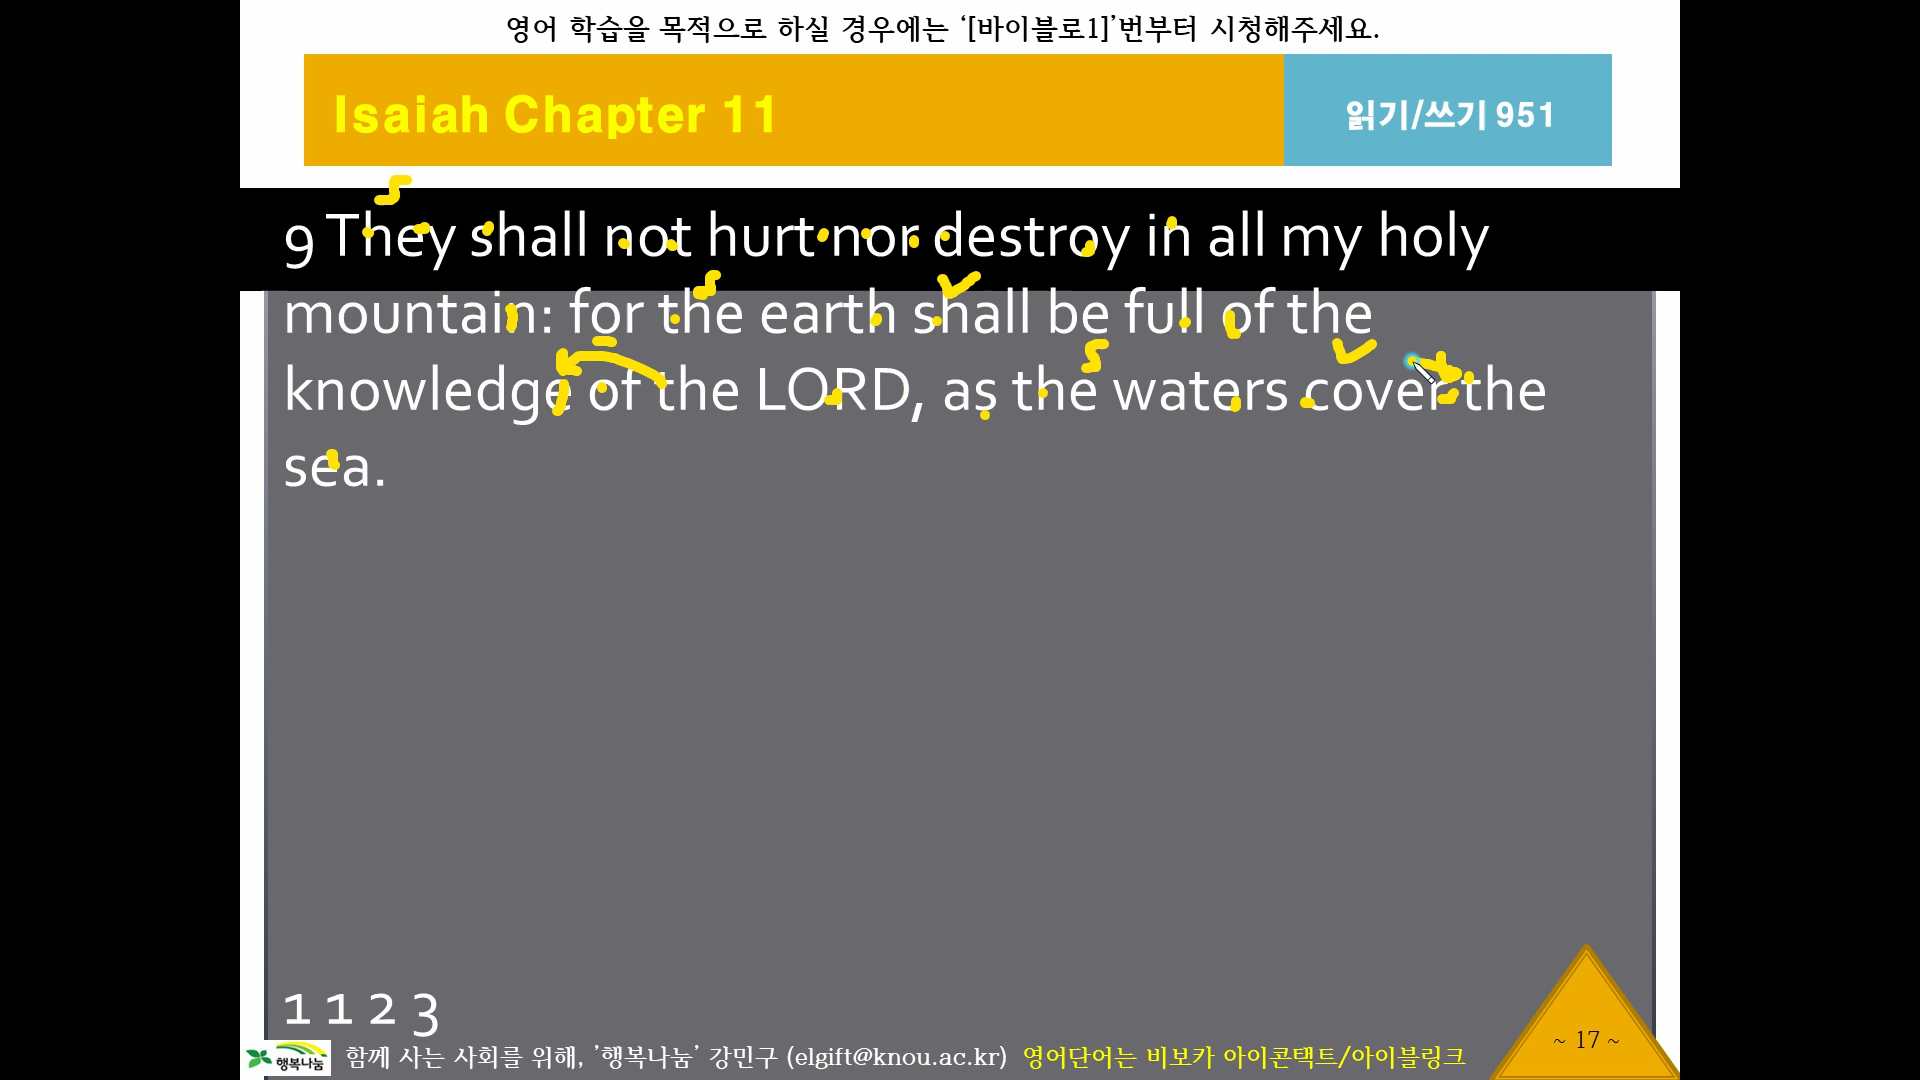 영어 학습을 목적으로 하실 경우에는 ‘[바이블로1]’번부터 시청해주세요.
Isaiah Chapter 11
읽기/쓰기 951
9 They shall not hurt nor destroy in all my holy
mountain: for the earth shall be full of the
knowledge of the LORD, as the waters cover the
sea.
1 1 2 3
~ 17 ~
행복나눔
함께 사는 사회를 위해, ’행복나눔’ 강민구 (elgift@knou.ac.kr) 영어단어는 비보카 아이콘택트/아이블링크